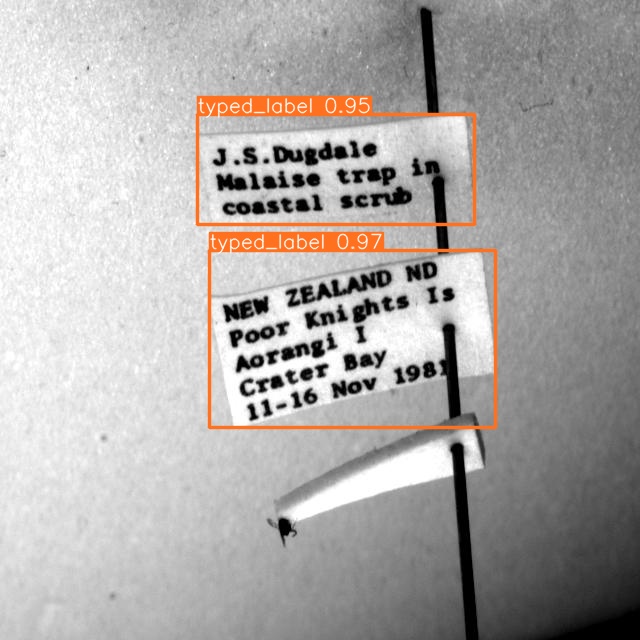 typed_label 0.95
J.S.Dugdale
Malaise trap in
coastal scrub
typed_label 0.97
NEW ZEALAND ND
Poor Knights Is
Aorangi I
Crater Bay
11-16 Nov 1981